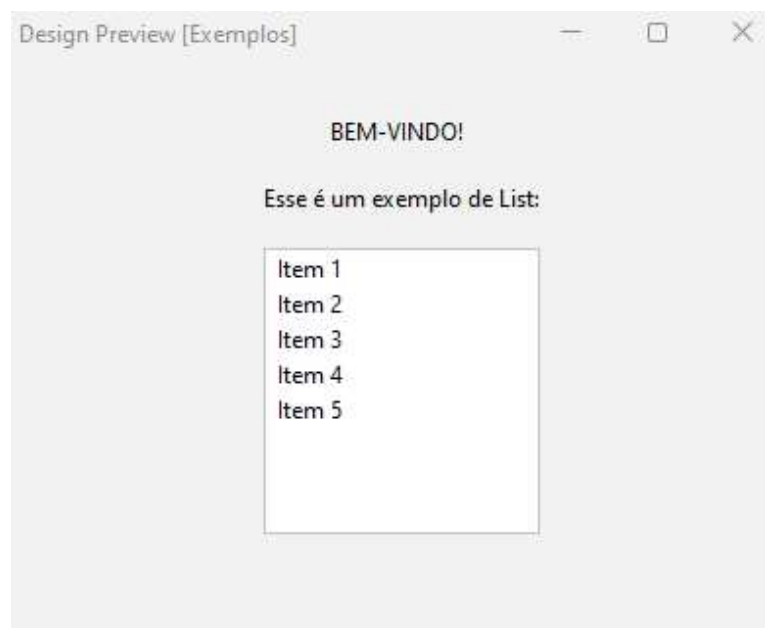 Design Preview [Exemplos]
BEM-VINDO!
Esse é um exemplo de List:
Item 1
Item 2
Item 3
Item 4
Item 5